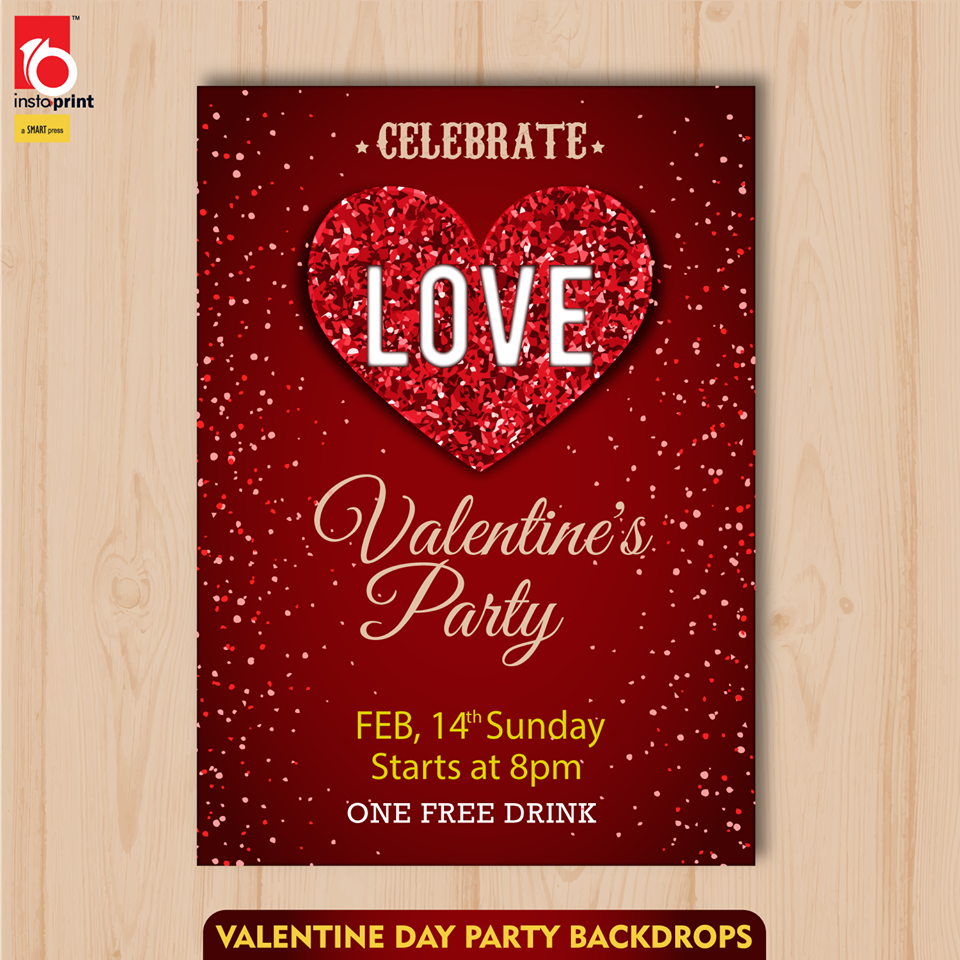 TM
instaprint
a SMART press
CELEBRATE
LOVE
Valentine's
Party
FEB, 14th Sunday
Starts at 8pm
ONE FREE DRINK
VALENTINE DAY PARTY BACKDROPS